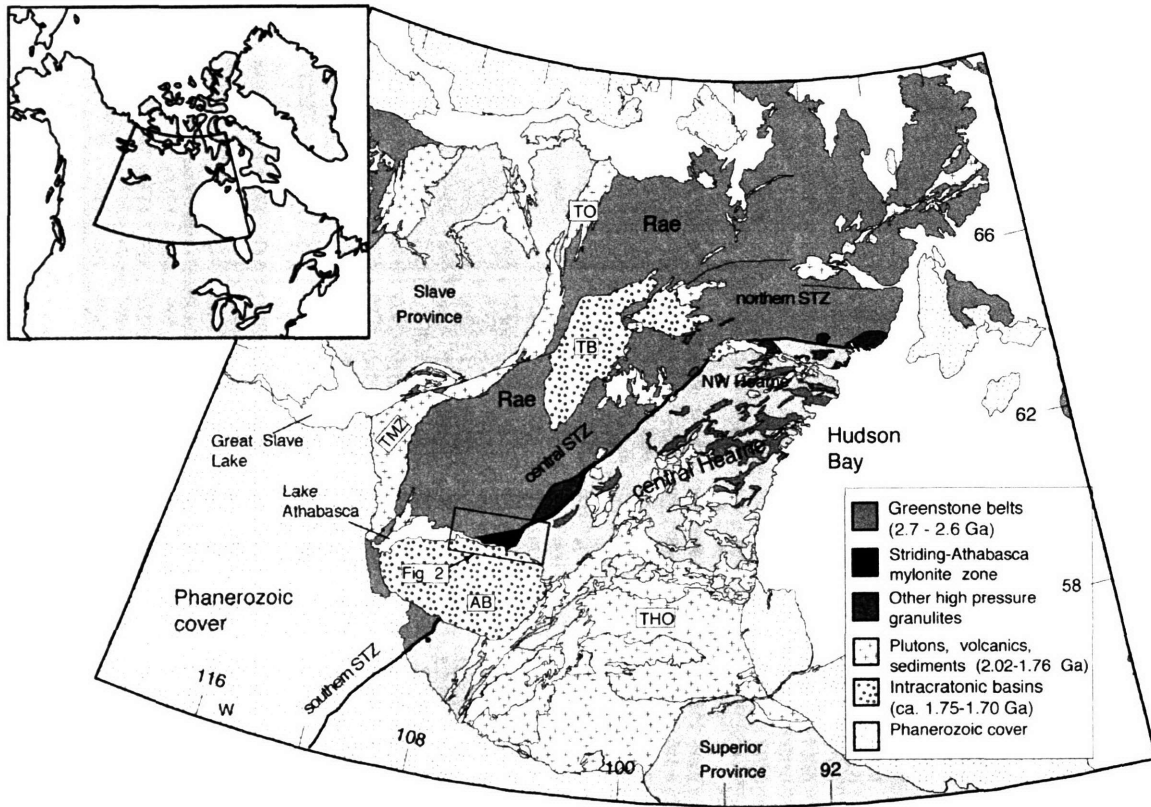 TO
Rae
66
Slave
Province
northern STZ
TB
NW Hearne
Rae
62
TMZ
Great Slave
Lake
central STZ
central Hearne
Hudson
Bay
Lake
Athabasca
Greenstone belts
(2.7 - 2.6 Ga)
Striding-Athabasca
mylonite zone
Fig 2
58
Phanerozoic
cover
AB
THO
Other high pressure
granulites
Plutons, volcanics,
sediments (2.02-1.76 Ga)
116
W
southern STZ
Intracratonic basins
(ca. 1.75-1.70 Ga)
108
Phanerozoic cover
Superior
Province
100
92